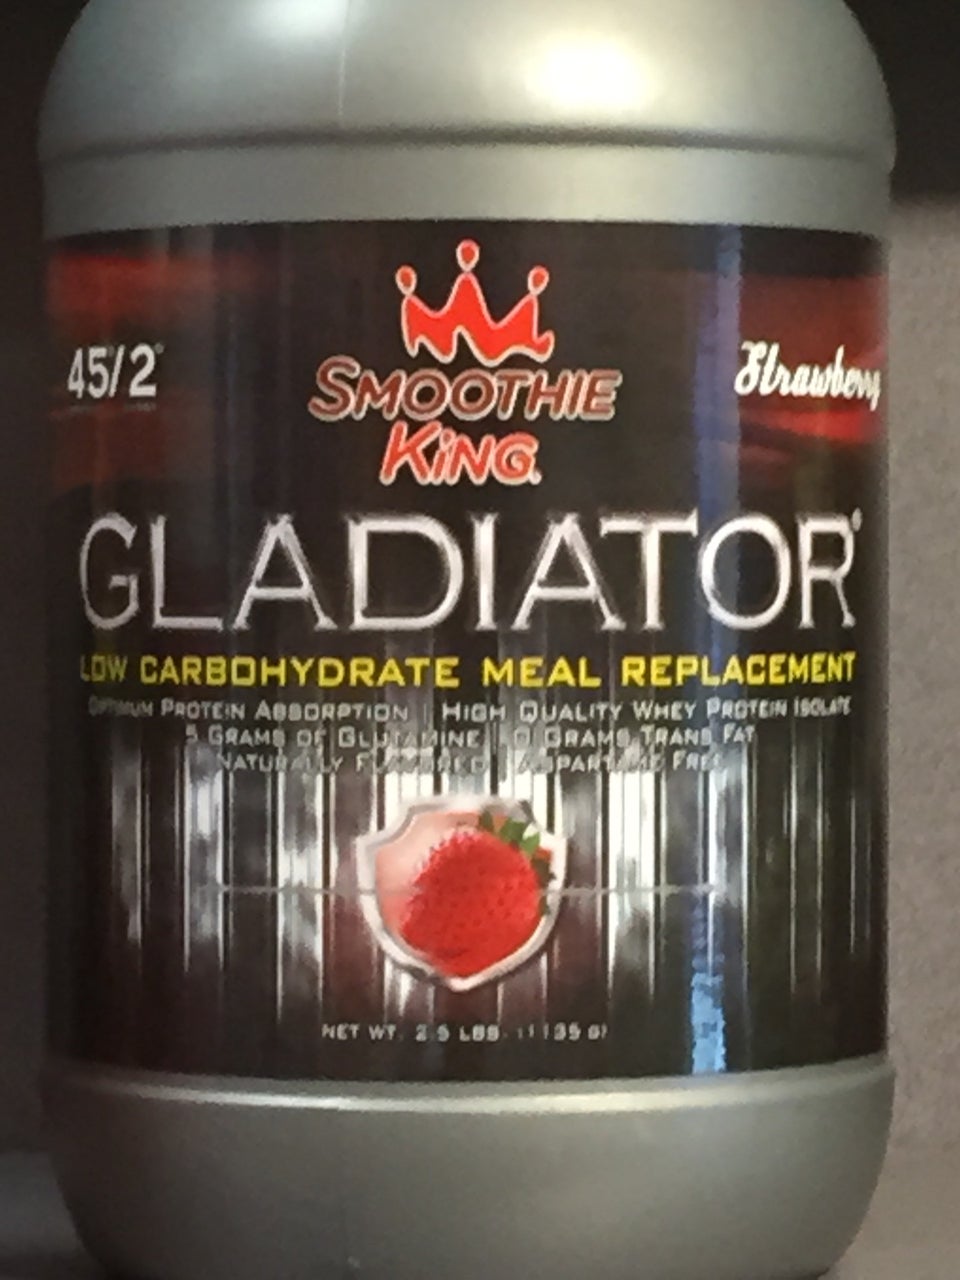 45/2
SMOOTHIE
KiNG
Strawberry
GLADIATOR®
LOW CARBOHYDRATE MEAL REPLACEMENT
OPTIMUM PROTEIN ABSORPTION | HIGH QUALITY WHEY PROTEIN ISOLATE
5 GRAMS OF GLUTAMINE | 0 GRAMS TRANS FAT
NATURALLY FLAVORED | ASPARTAME FREE
NET WT. 2.5 LBS. (1135 g)